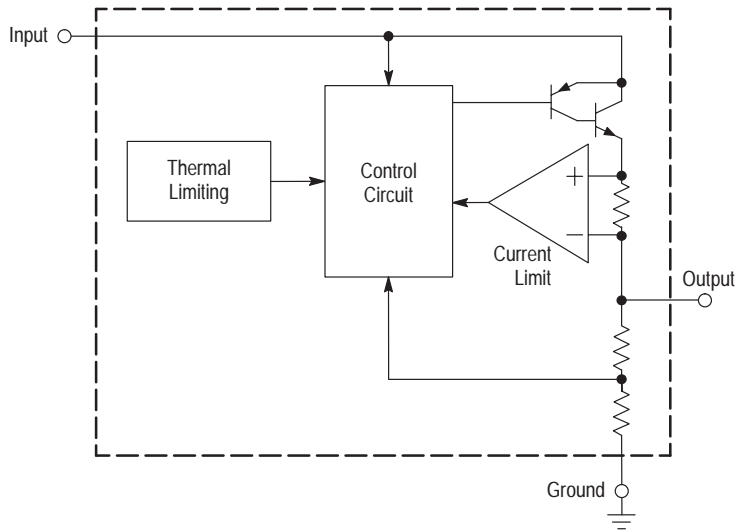 Input
Thermal
Limiting
Control
Circuit
+
−
Current
Limit
Output
Ground